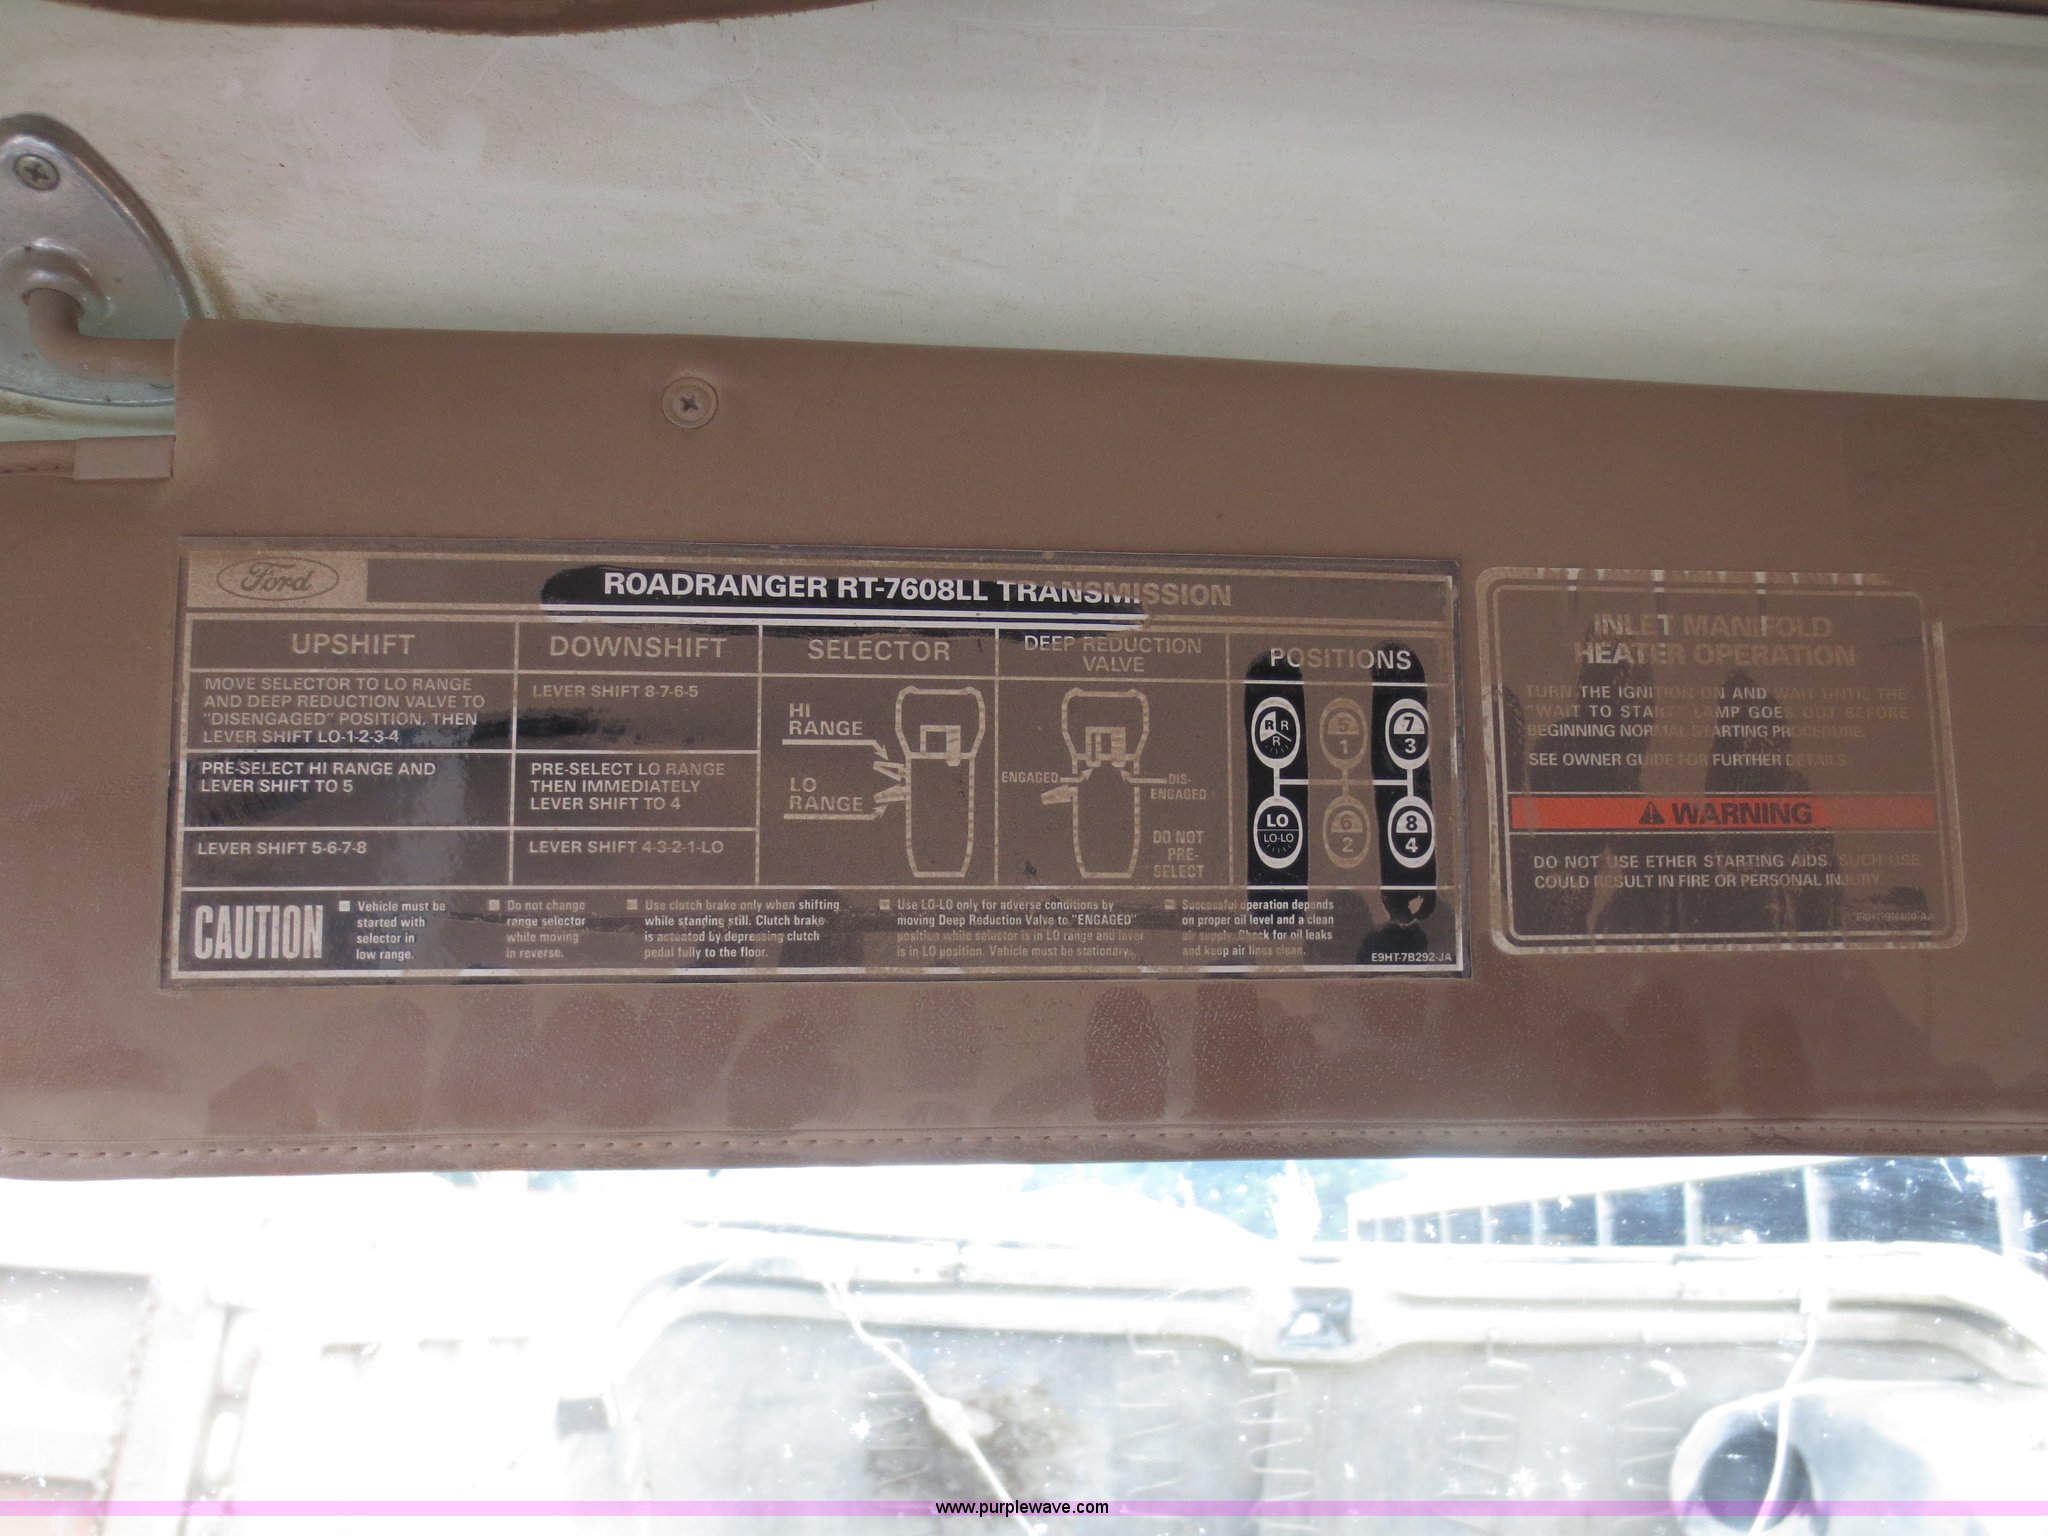 Ford
ROADRANGER RT-7608LL TRANSMISSION
UPSHIFT
MOVE SELECTOR TO LO RANGE
AND DEEP REDUCTION VALVE TO
"DISENGAGED" POSITION. THEN
LEVER SHIFT LO-1-2-3-4
PRE-SELECT HI RANGE AND
LEVER SHIFT TO 5
LEVER SHIFT 5-6-7-8
DOWNSHIFT
LEVER SHIFT 8-7-6-5
PRE-SELECT LO RANGE
THEN IMMEDIATELY
LEVER SHIFT TO 4
LEVER SHIFT 4-3-2-1-LO
SELECTOR
HI
RANGE
LO
RANGE
DEEP REDUCTION
VALVE
ENGAGED
DIS-
ENGAGED
DO NOT
PRE-
SELECT
POSITIONS
R R
R
5
1
7
3
LO
LO-LO
6
2
8
4
CAUTION
Vehicle must be
started with
selector in
low range.
Do not change
range selector
while moving
in reverse.
Use clutch brake only when shifting
while standing still. Clutch brake
is actuated by depressing clutch
pedal fully to the floor.
Use LO-LO only for adverse conditions by
moving Deep Reduction Valve to "ENGAGED"
position while selector is in LO range and lever
is in LO position. Vehicle must be stationary.
Successful operation depends
on proper oil level and a clean
air supply. Check for oil leaks
and keep air lines clean.
E9HT-7B292-JA
INLET MANIFOLD
HEATER OPERATION
TURN THE IGNITION ON AND WAIT UNTIL THE
"WAIT TO START" LAMP GOES OUT BEFORE
BEGINNING NORMAL STARTING PROCEDURE.
SEE OWNER GUIDE FOR FURTHER DETAILS
WARNING
DO NOT USE ETHER STARTING AIDS. SUCH USE
COULD RESULT IN FIRE OR PERSONAL INJURY.
www.purplewave.com